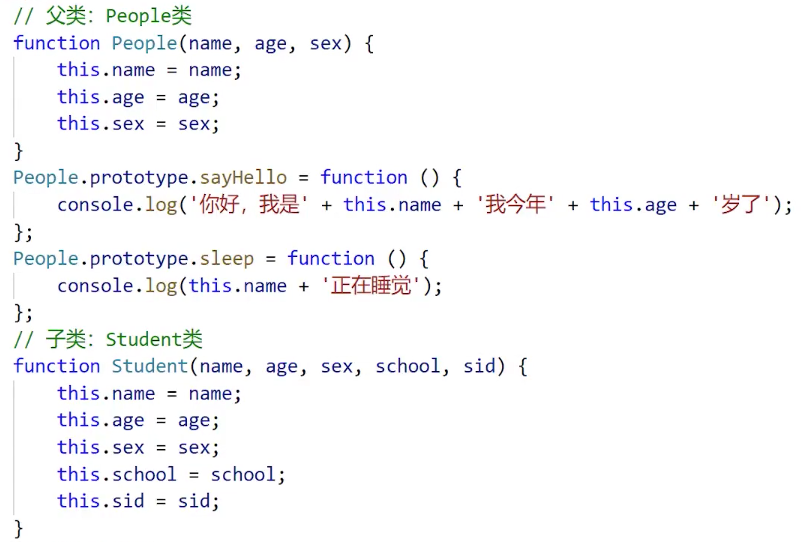 // 父类：People类
function People(name, age, sex) {
    this.name = name;
    this.age = age;
    this.sex = sex;
}
People.prototype.sayHello = function () {
    console.log('你好，我是' + this.name + '我今年' + this.age + '岁了');
};
People.prototype.sleep = function () {
    console.log(this.name + '正在睡觉');
};
// 子类：Student类
function Student(name, age, sex, school, sid) {
    this.name = name;
    this.age = age;
    this.sex = sex;
    this.school = school;
    this.sid = sid;
}